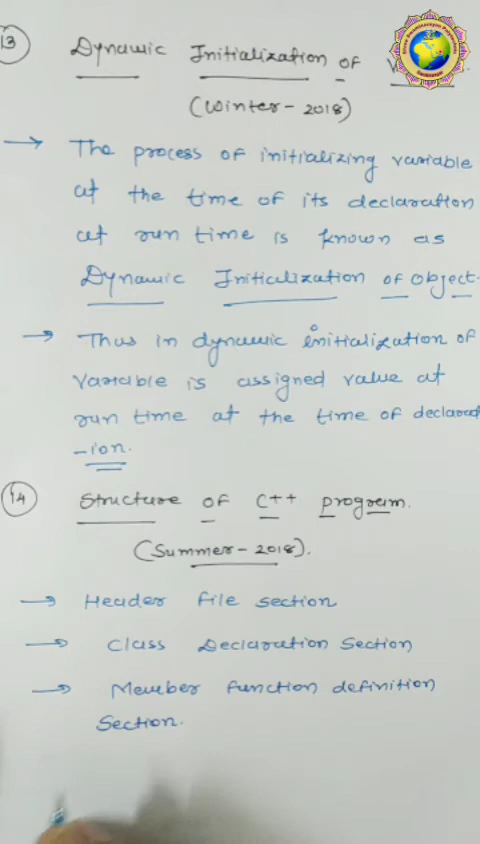 13 Dynamic Initialization of
(Winter - 2018)
→ The process of initializing variable
at the time of its declaration
at run time is known as
Dynamic Initialization of object.
→ Thus in dynamic initialization of
variable is assigned value at
run time at the time of declarat
-ion.
14 Structure of C++ program.
(Summer - 2018).
→ Header file section
→ Class Declaration Section
→ Member function definition
Section.